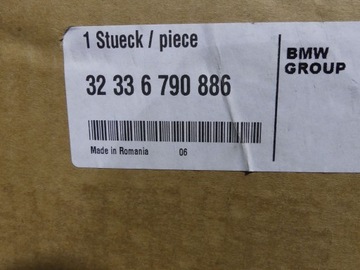 1 Stueck / piece
BMW
GROUP
32 33 6 790 886
Made in Romania 06